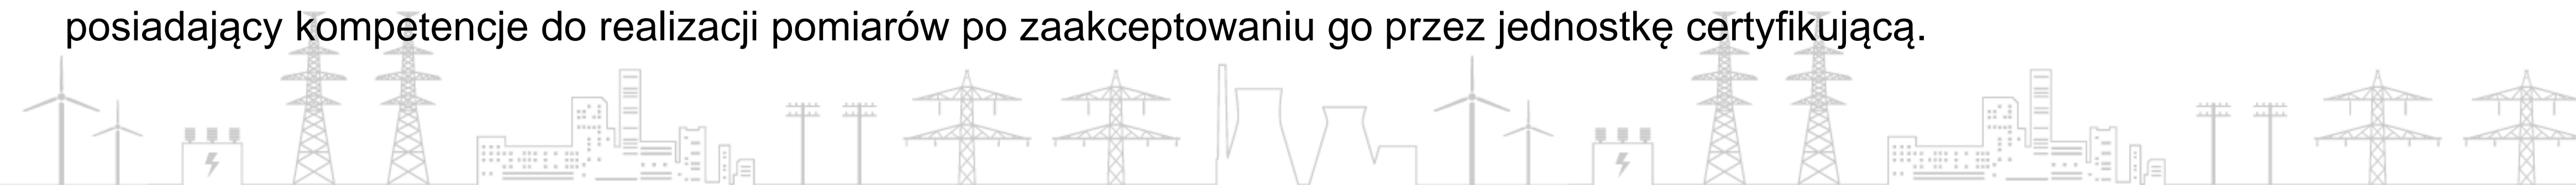 posiadający kompetencje do realizacji pomiarów po zaakceptowaniu go przez jednostkę certyfikującą.